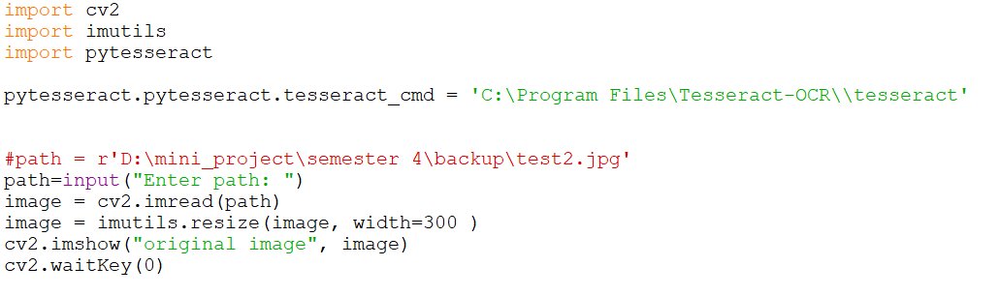 import cv2
import imutils
import pytesseract
pytesseract.pytesseract.tesseract_cmd = 'C:\Program Files\Tesseract-OCR\\tesseract'
#path = r'D:\mini_project\semester 4\backup\test2.jpg'
path=input("Enter path: ")
image = cv2.imread(path)
image = imutils.resize(image, width=300 )
cv2.imshow("original image", image)
cv2.waitKey(0)